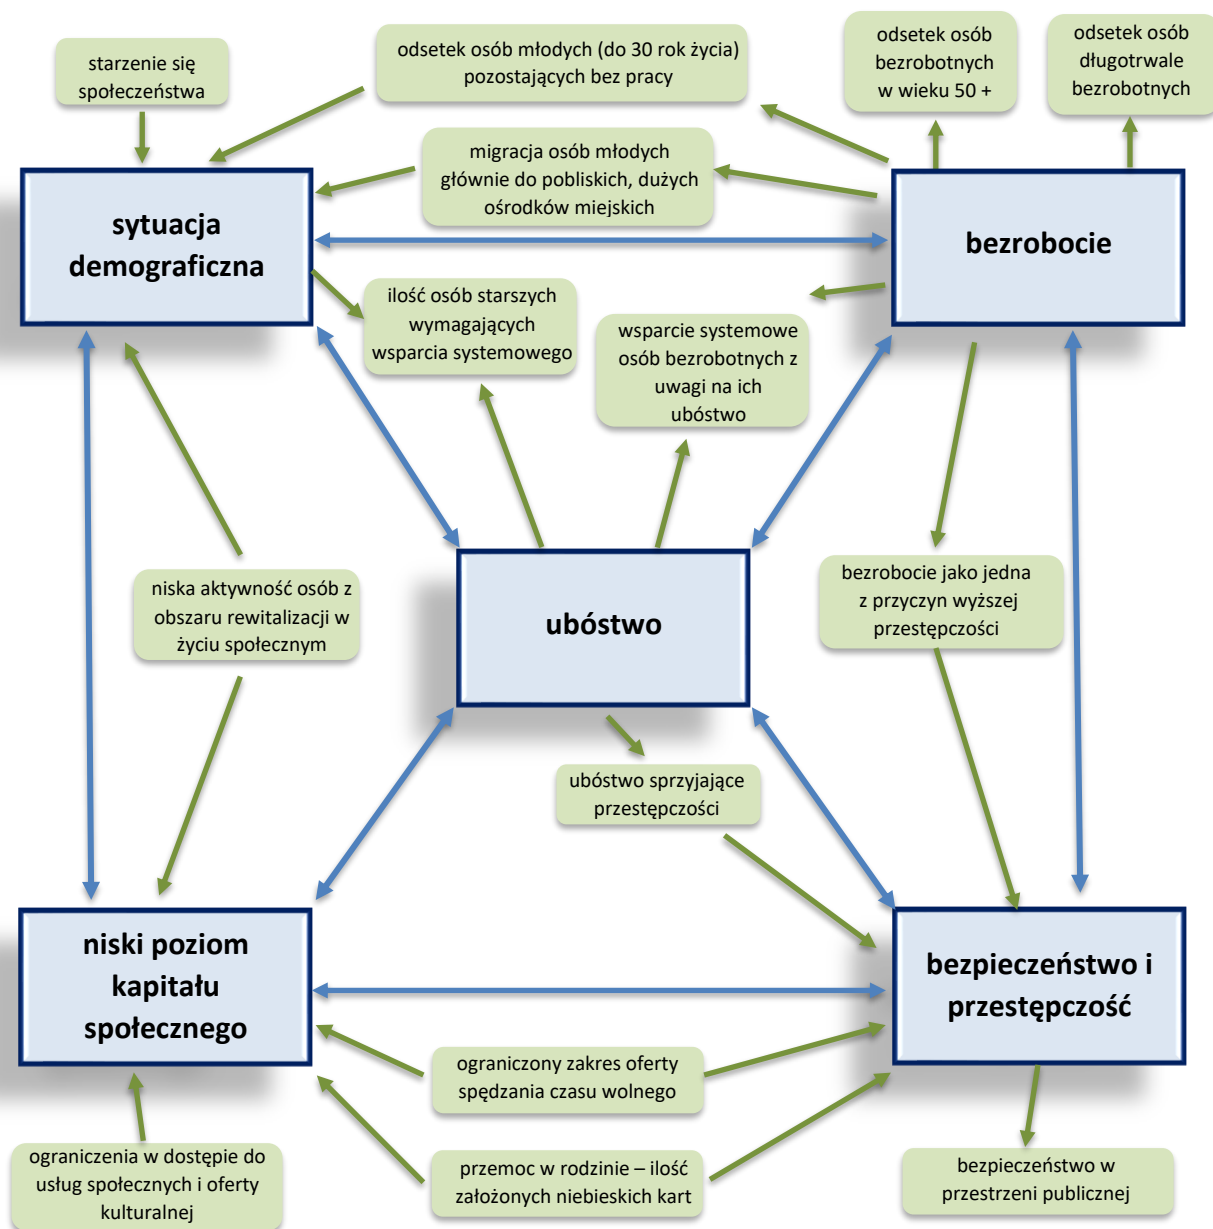 starzenie się
społeczeństwa
odsetek osób młodych (do 30 rok życia)
pozostających bez pracy
odsetek osób
bezrobotnych
w wieku 50 +
odsetek osób
długotrwale
bezrobotnych
migracja osób młodych
głównie do pobliskich, dużych
ośrodków miejskich
sytuacja
demograficzna
bezrobocie
ilość osób starszych
wymagających
wsparcia systemowego
wsparcie systemowe
osób bezrobotnych z
uwagi na ich
ubóstwo
niska aktywność osób z
obszaru rewitalizacji w
życiu społecznym
ubóstwo
bezrobocie jako jedna
z przyczyn wyższej
przestępczości
ubóstwo sprzyjające
przestępczości
niski poziom
kapitału
społecznego
bezpieczeństwo i
przestępczość
ograniczony zakres oferty
spędzania czasu wolnego
ograniczenia w dostępie do
usług społecznych i oferty
kulturalnej
przemoc w rodzinie – ilość
założonych niebieskich kart
bezpieczeństwo w
przestrzeni publicznej